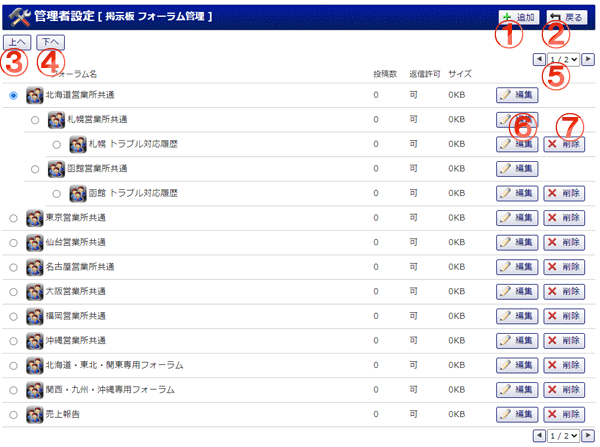 管理者設定 [ 掲示板 フォーラム管理 ] 追加 戻る
① ②
上へ 下へ
③ ④ 1 / 2
⑤
フォーラム名 投稿数 返信許可 サイズ
北海道営業所共通 0 可 0KB 編集
札幌営業所共通 0 可 0KB 編集
⑥ ⑦
札幌 トラブル対応履歴 0 可 0KB 編集 削除
函館営業所共通 0 可 0KB 編集
函館 トラブル対応履歴 0 可 0KB 編集 削除
東京営業所共通 0 可 0KB 編集 削除
仙台営業所共通 0 可 0KB 編集 削除
名古屋営業所共通 0 可 0KB 編集 削除
大阪営業所共通 0 可 0KB 編集 削除
福岡営業所共通 0 可 0KB 編集 削除
沖縄営業所共通 0 可 0KB 編集 削除
北海道・東北・関東専用フォーラム 0 可 0KB 編集 削除
関西・九州・沖縄専用フォーラム 0 可 0KB 編集 削除
売上報告 0 可 0KB 編集 削除
1 / 2